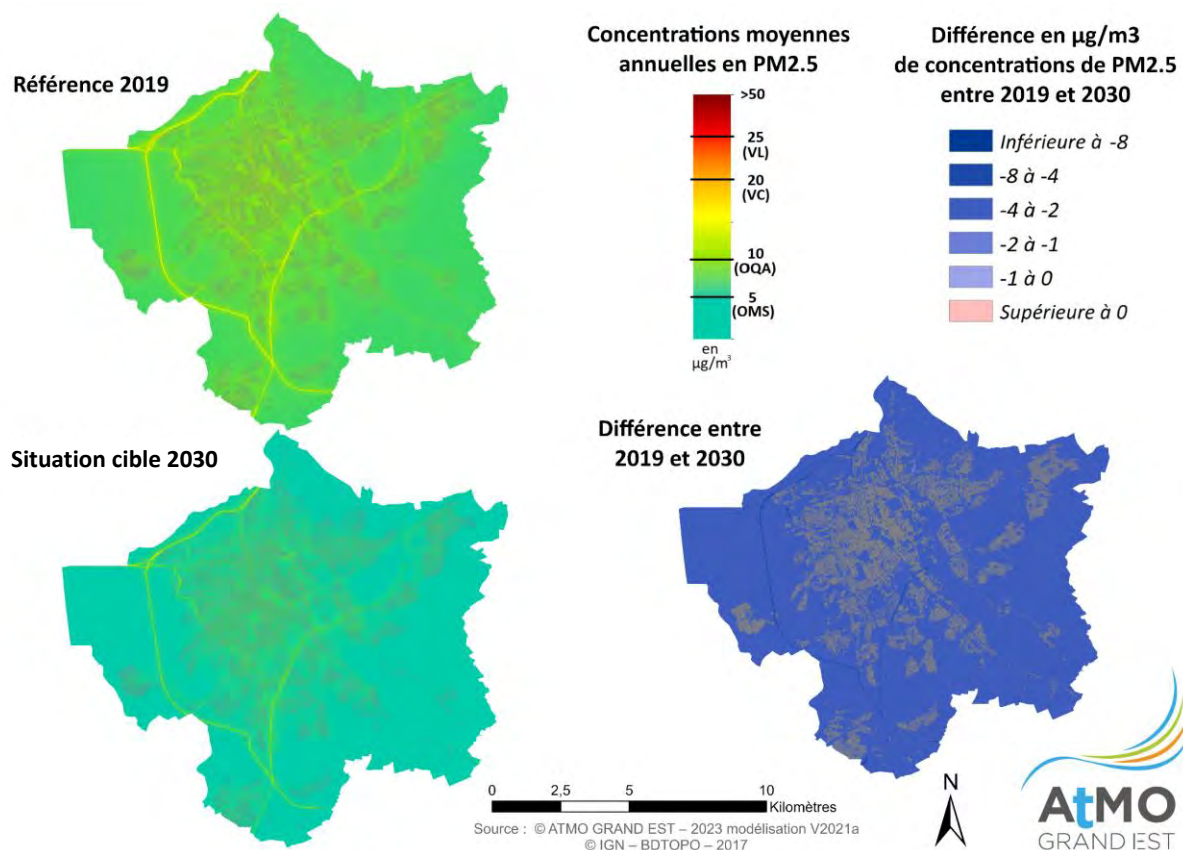 Référence 2019
Concentrations moyennes
annuelles en PM2.5
>50
25
(VL)
20
(VC)
10
(OQA)
5
(OMS)
en
µg/m³
Différence en µg/m3
de concentrations de PM2.5
entre 2019 et 2030
Inférieure à -8
-8 à -4
-4 à -2
-2 à -1
-1 à 0
Supérieure à 0
Situation cible 2030
Différence entre
2019 et 2030
0 2,5 5 10
Kilomètres
Source : © ATMO GRAND EST – 2023 modélisation V2021a
© IGN – BDTOPO – 2017
N
AtMO
GRAND EST